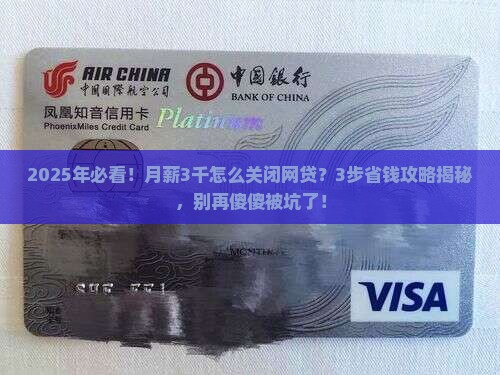 AIR CHINA
中国国际航空公司
中国银行
BANK OF CHINA
凤凰知音信用卡
PhoenixMiles Credit Card
Platinum
2025年必看！月薪3千怎么关闭网贷？3步省钱攻略揭秘
，别再傻傻被坑了！
MONTH
VISA